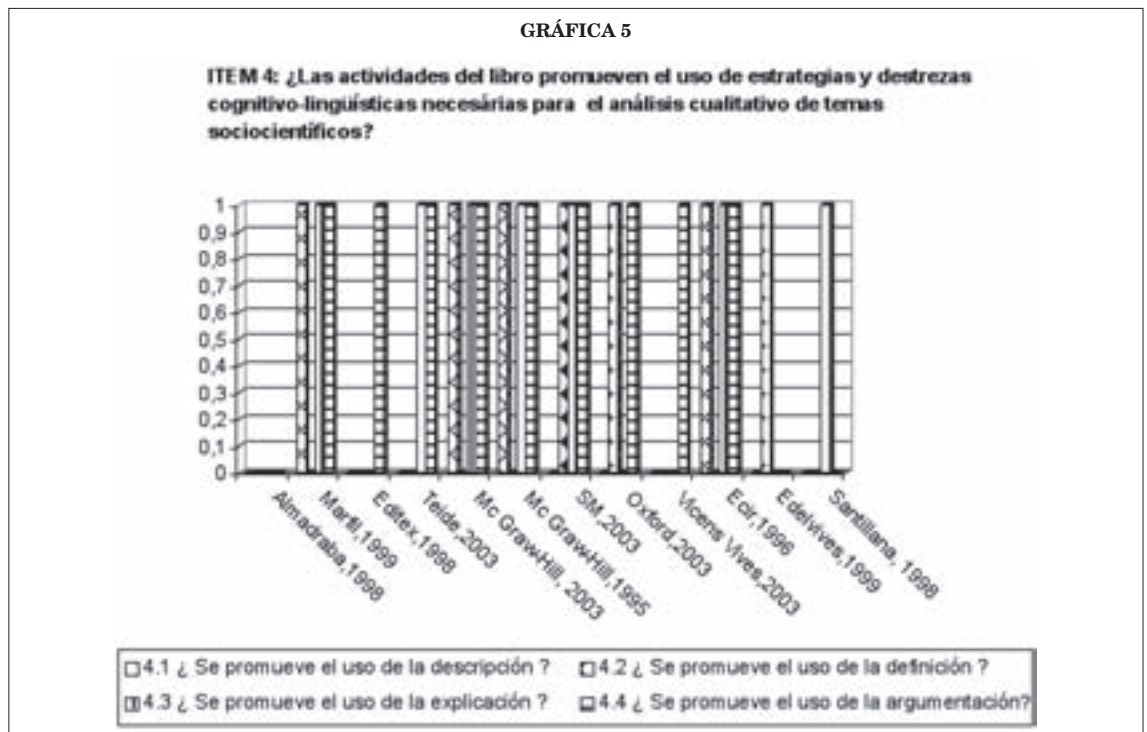 GRÁFICA 5
ITEM 4: ¿Las actividades del libro promueven el uso de estrategias y destrezas
cognitivo-lingüísticas necesárias para el análisis cualitativo de temas
sociocientíficos?
1
0,9
0,8
0,7
0,6
0,5
0,4
0,3
0,2
0,1
0
Almadraba,1998
Marfil,1999
Editex,1998
Teide,2003
Mc Graw-Hill, 2003
Mc Graw-Hill,1995
SM,2003
Oxford,2003
Vicens Vives,2003
Ecir,1996
Edelvives,1999
Santillana, 1998
4.1 ¿ Se promueve el uso de la descripción ? 4.2 ¿ Se promueve el uso de la definición ?
4.3 ¿ Se promueve el uso de la explicación ? 4.4 ¿ Se promueve el uso de la argumentación?